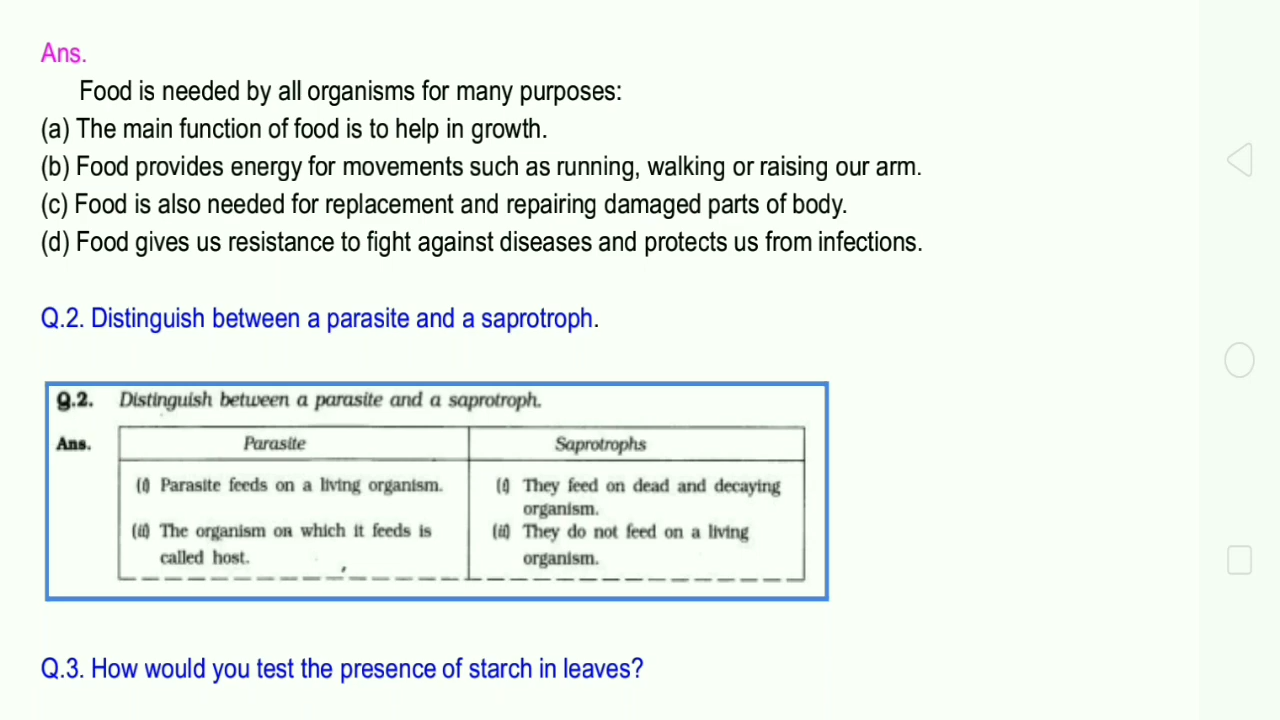 Ans.
Food is needed by all organisms for many purposes:
(a) The main function of food is to help in growth.
(b) Food provides energy for movements such as running, walking or raising our arm.
(c) Food is also needed for replacement and repairing damaged parts of body.
(d) Food gives us resistance to fight against diseases and protects us from infections.
Q.2. Distinguish between a parasite and a saprotroph.
Q.2. Distinguish between a parasite and a saprotroph.
Ans. Parasite Saprotrophs
(i) Parasite feeds on a living organism. (i) They feed on dead and decaying
organism.
(ii) The organism on which it feeds is (ii) They do not feed on a living
called host. organism.
Q.3. How would you test the presence of starch in leaves?